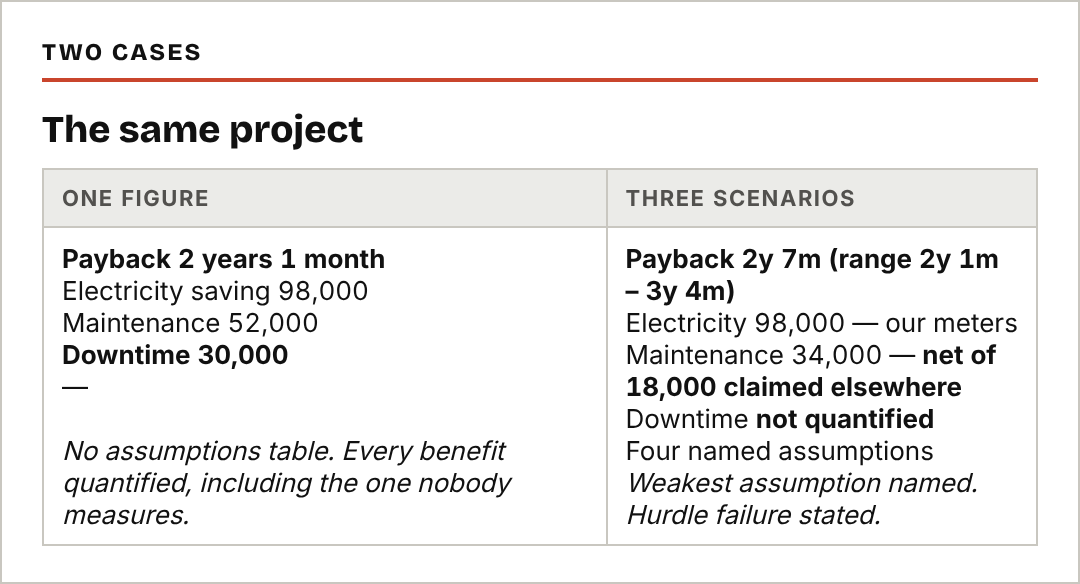 TWO CASES
The same project
ONE FIGURE
Payback 2 years 1 month
Electricity saving 98,000
Maintenance 52,000
Downtime 30,000
—
No assumptions table. Every benefit
quantified, including the one nobody
measures.
THREE SCENARIOS
Payback 2y 7m (range 2y 1m
– 3y 4m)
Electricity 98,000 — our meters
Maintenance 34,000 — net of
18,000 claimed elsewhere
Downtime not quantified
Four named assumptions
Weakest assumption named.
Hurdle failure stated.